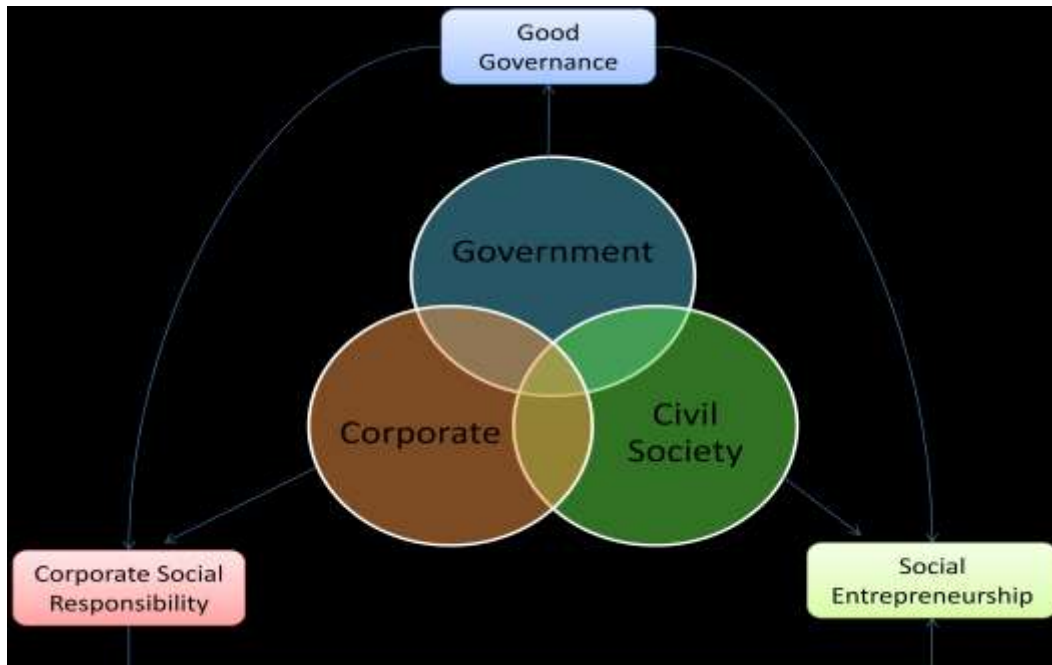 Good
Governance
Government
Corporate
Civil
Society
Corporate Social
Responsibility
Social
Entrepreneurship